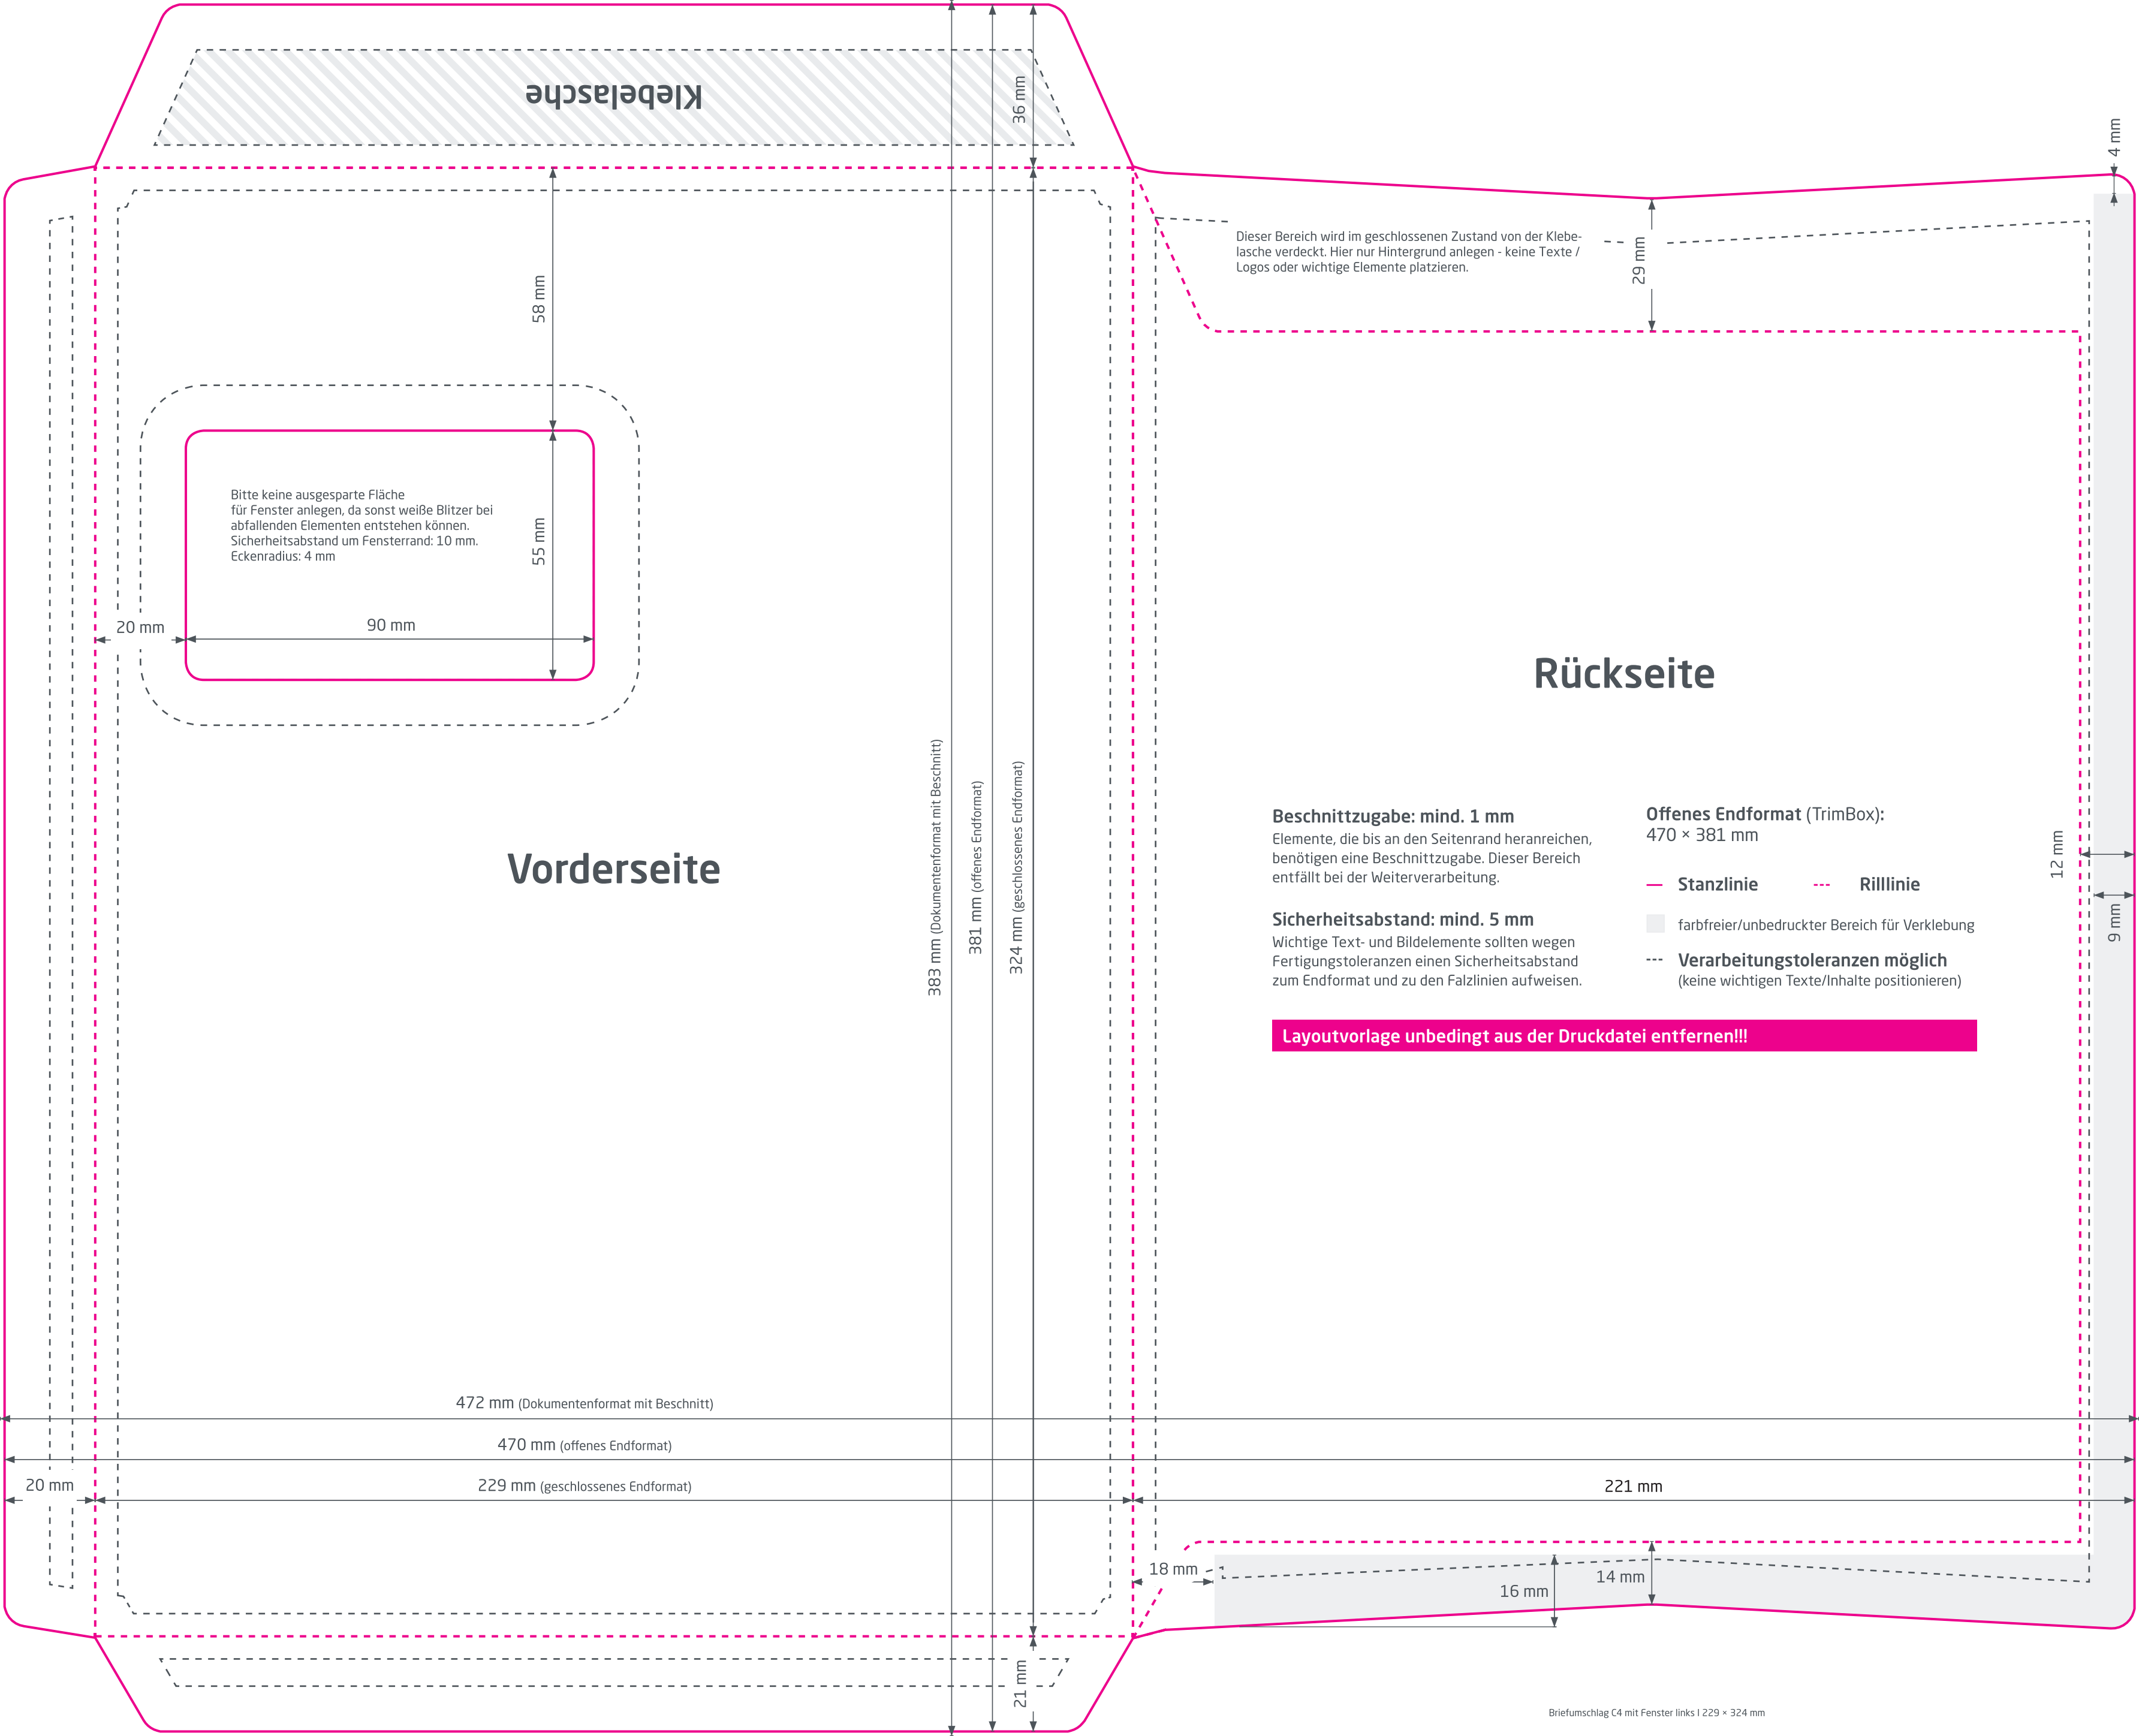 Klebelasche
36 mm
4 mm
58 mm
Dieser Bereich wird im geschlossenen Zustand von der Klebe-
lasche verdeckt. Hier nur Hintergrund anlegen - keine Texte /
Logos oder wichtige Elemente platzieren.
29 mm
Bitte keine ausgesparte Fläche
für Fenster anlegen, da sonst weiße Blitzer bei
abfallenden Elementen entstehen können.
Sicherheitsabstand um Fensterrand: 10 mm.
Eckenradius: 4 mm
55 mm
20 mm
90 mm
Vorderseite
383 mm (Dokumentenformat mit Beschnitt)
381 mm (offenes Endformat)
324 mm (geschlossenes Endformat)
Rückseite
Beschnittzugabe: mind. 1 mm
Elemente, die bis an den Seitenrand heranreichen,
benötigen eine Beschnittzugabe. Dieser Bereich
entfällt bei der Weiterverarbeitung.
Sicherheitsabstand: mind. 5 mm
Wichtige Text- und Bildelemente sollten wegen
Fertigungstoleranzen einen Sicherheitsabstand
zum Endformat und zu den Falzlinien aufweisen.
Offenes Endformat (TrimBox):
470 × 381 mm
Stanzlinie
Rilllinie
farbfreier/unbedruckter Bereich für Verklebung
Verarbeitungstoleranzen möglich
(keine wichtigen Texte/Inhalte positionieren)
Layoutvorlage unbedingt aus der Druckdatei entfernen!!!
12 mm
9 mm
472 mm (Dokumentenformat mit Beschnitt)
470 mm (offenes Endformat)
20 mm
229 mm (geschlossenes Endformat)
221 mm
18 mm
16 mm
14 mm
21 mm
Briefumschlag C4 mit Fenster links I 229 × 324 mm